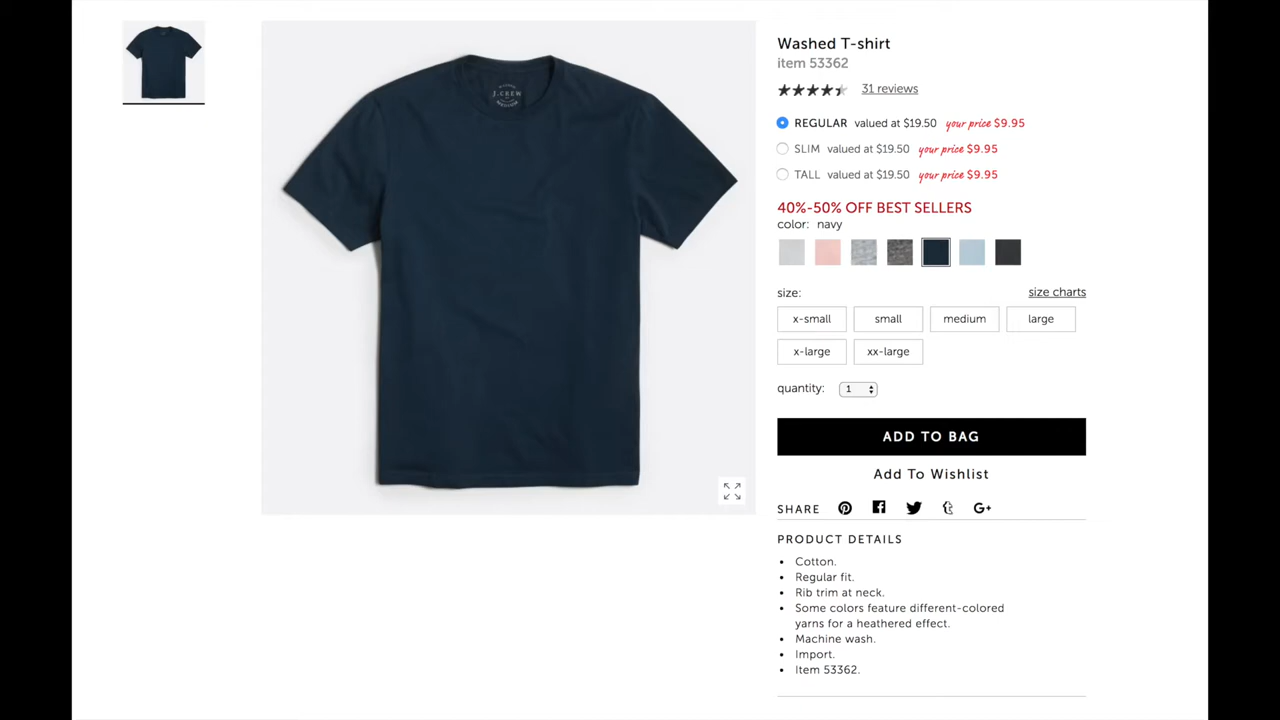 J.CREW
Washed T-shirt
item 53362
31 reviews
REGULAR valued at $19.50 your price $9.95
SLIM valued at $19.50 your price $9.95
TALL valued at $19.50 your price $9.95
40%-50% OFF BEST SELLERS
color: navy
size: size charts
x-small small medium large
x-large xx-large
quantity: 1
ADD TO BAG
Add To Wishlist
SHARE G+
PRODUCT DETAILS
• Cotton.
• Regular fit.
• Rib trim at neck.
• Some colors feature different-colored
yarns for a heathered effect.
• Machine wash.
• Import.
• Item 53362.